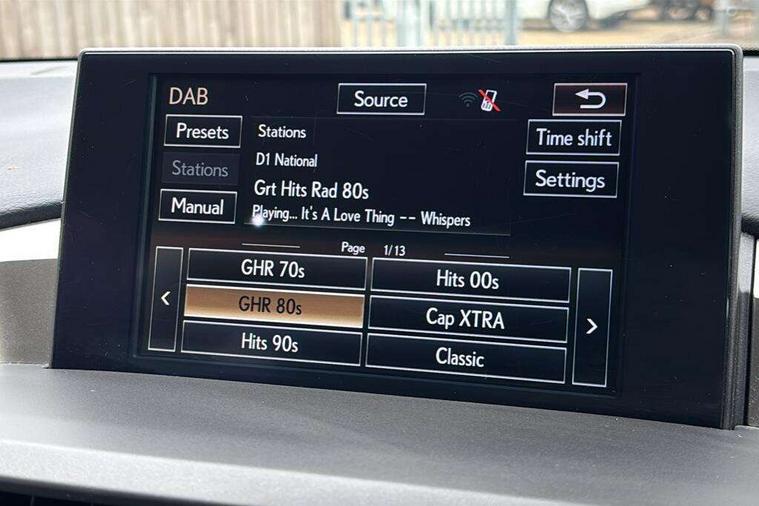 DAB
Source
Presets
Stations
Time shift
Stations
D1 National
Settings
Manual
Grt Hits Rad 80s
Playing... It's A Love Thing -- Whispers
Page 1/13
<
GHR 70s
Hits 00s
>
GHR 80s
Cap XTRA
Hits 90s
Classic